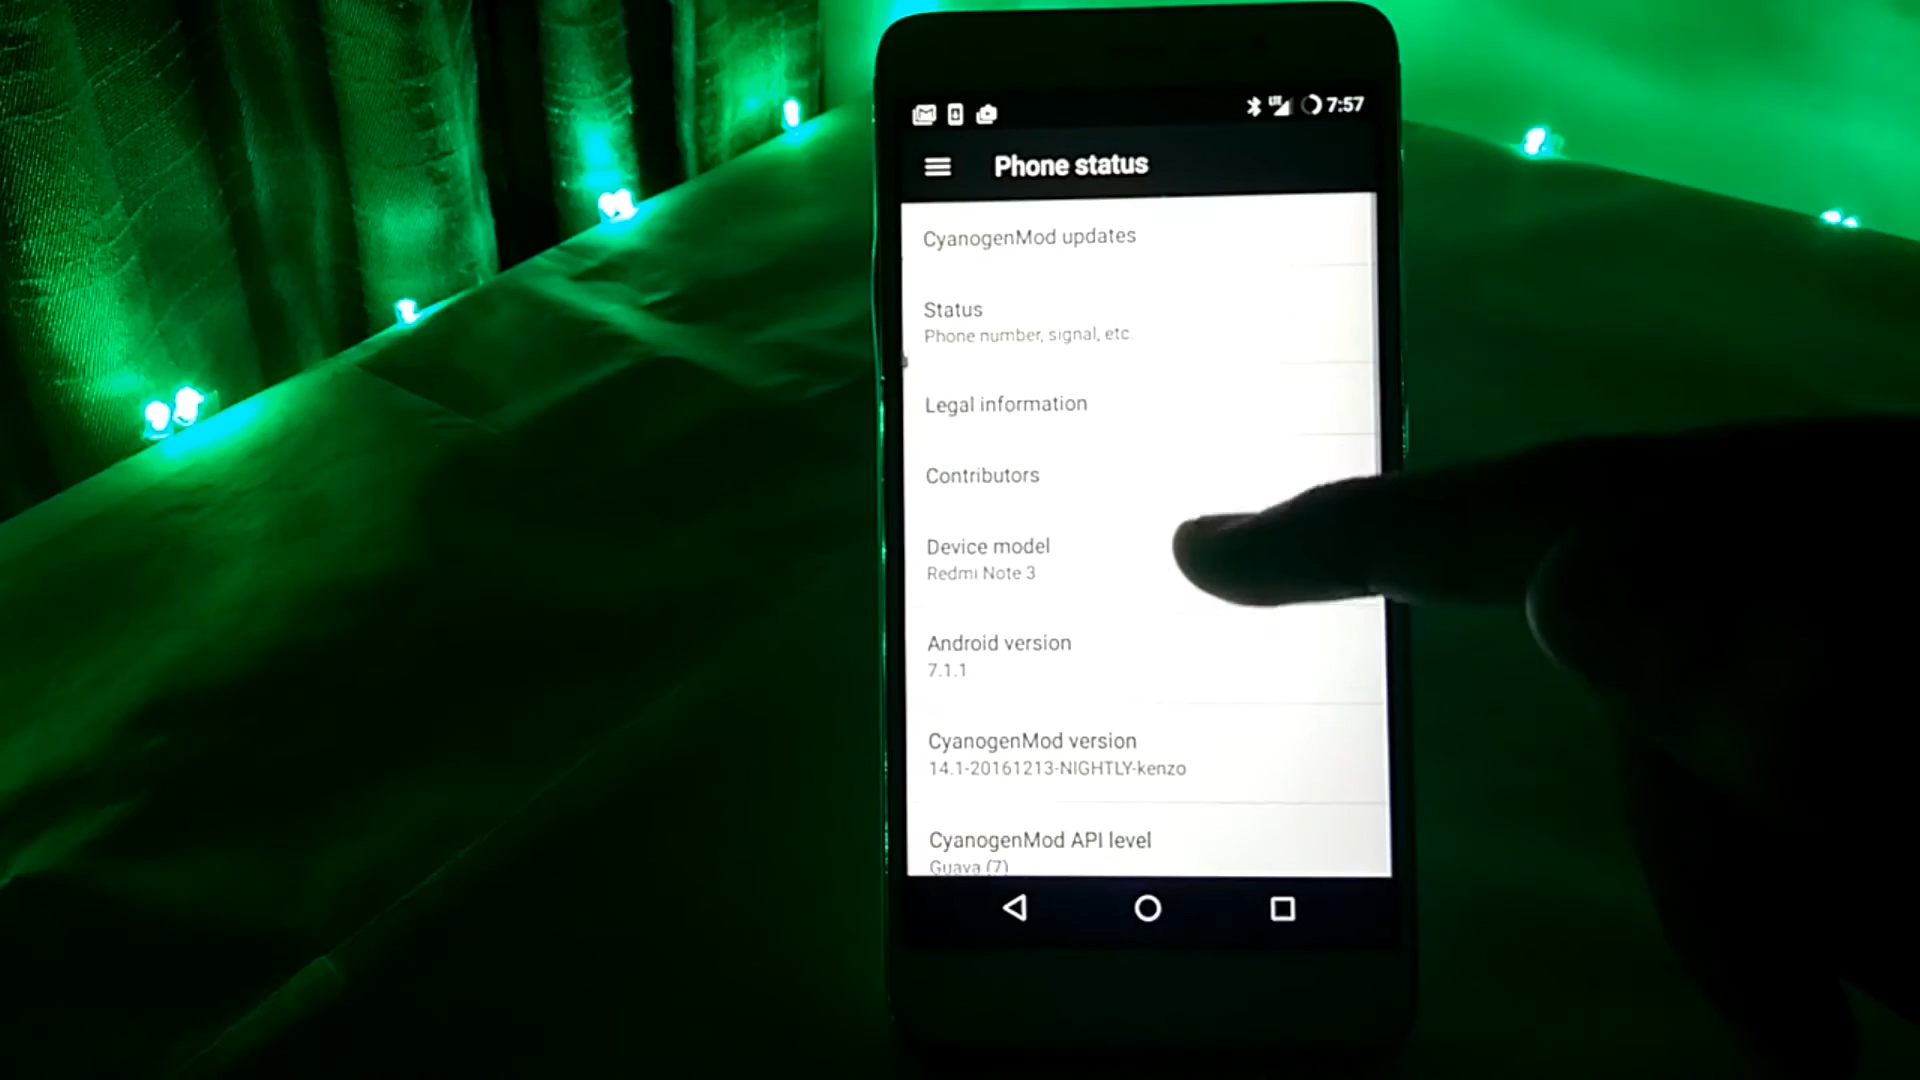 LTE 7:57
Phone status
CyanogenMod updates
Status
Phone number, signal, etc.
Legal information
Contributors
Device model
Redmi Note 3
Android version
7.1.1
CyanogenMod version
14.1-20161213-NIGHTLY-kenzo
CyanogenMod API level
Guava (7)